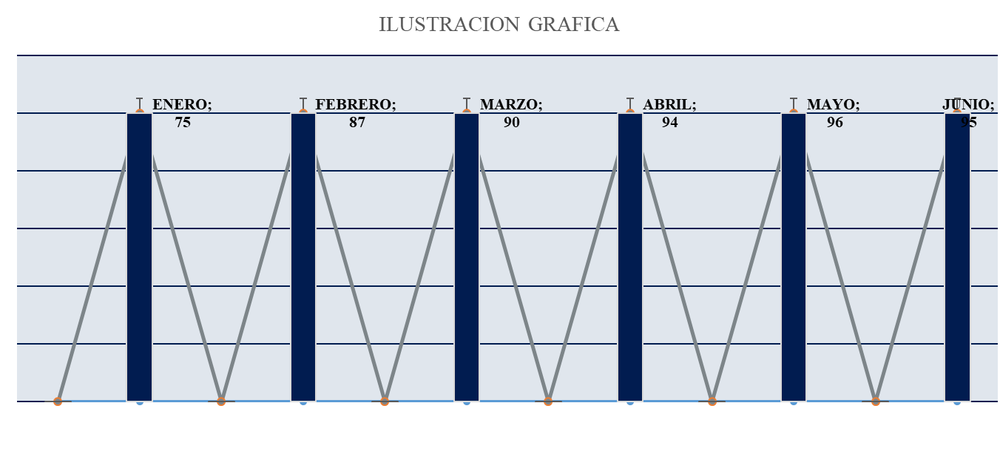 ILUSTRACION GRAFICA
ENERO;
75
FEBRERO;
87
MARZO;
90
ABRIL;
94
MAYO;
96
JUNIO;
95